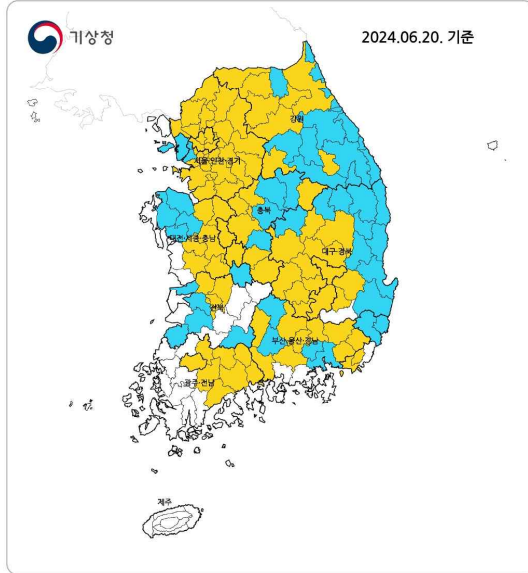 기상청
2024.06.20. 기준
강원
서울·인천·경기
충북
대전·세종·충남
대구·경북
전북
부산·울산·경남
광주·전남
제주